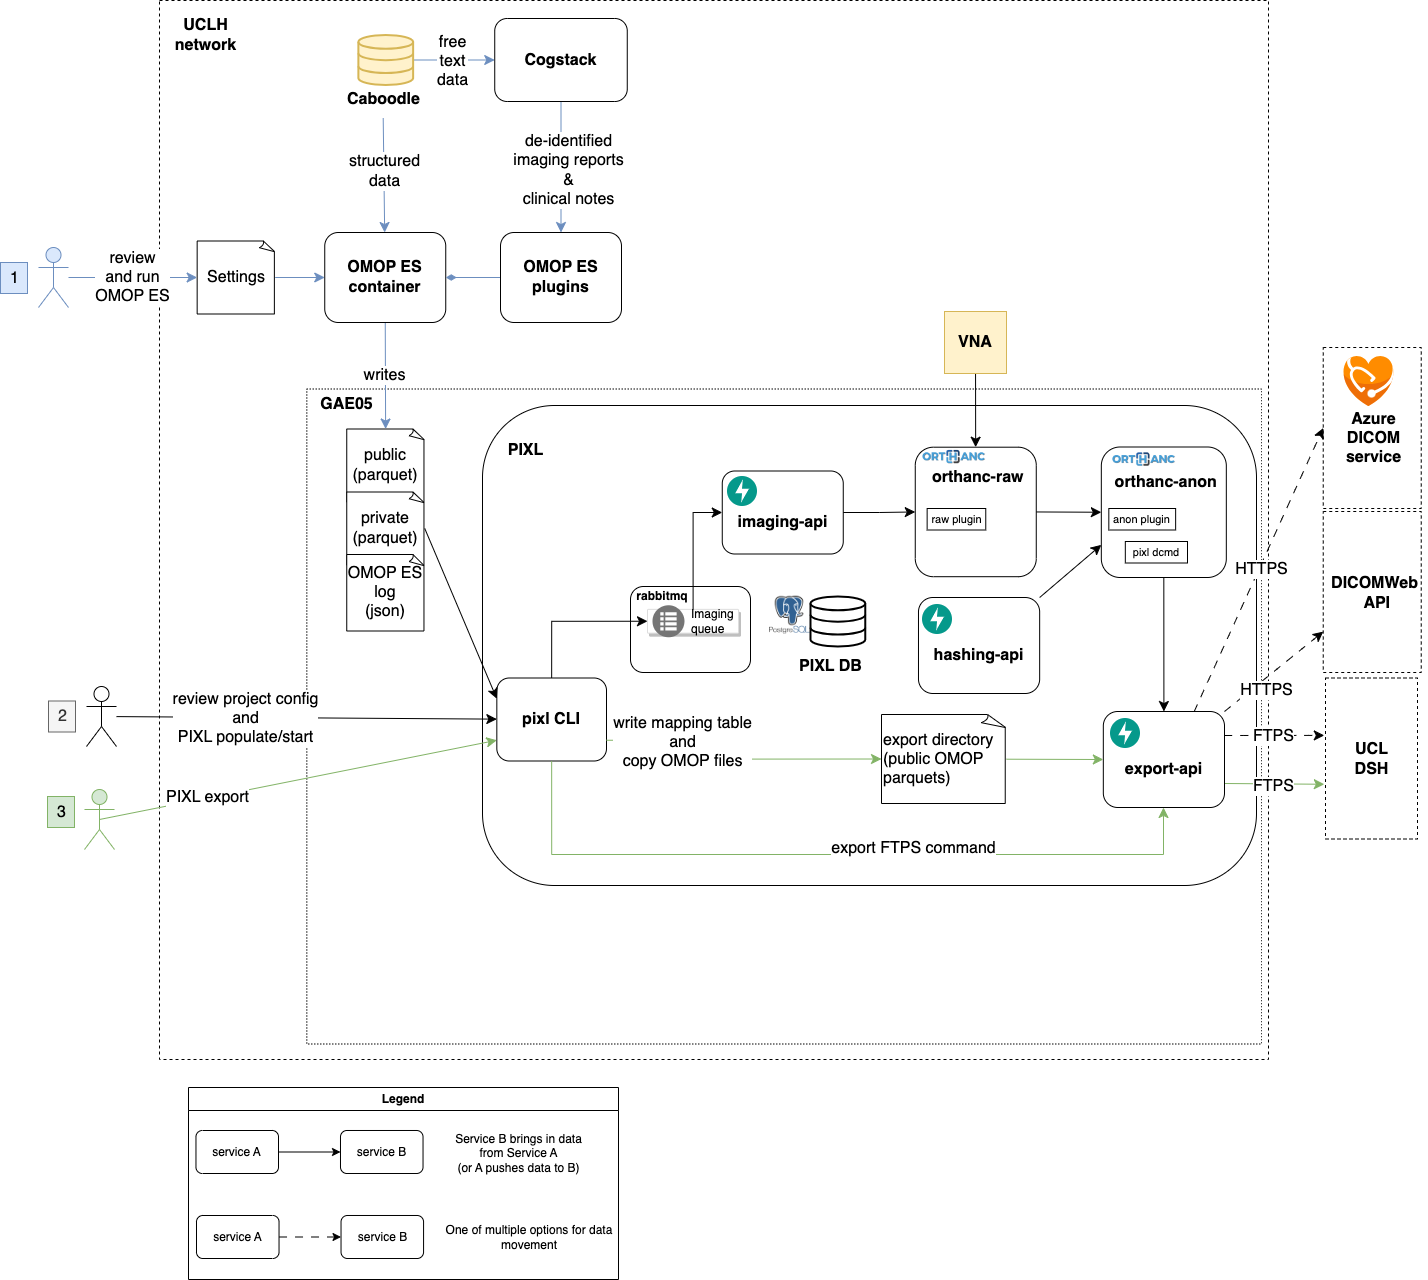 UCLH
network
Caboodle
free
text
data
Cogstack
structured
data
de-identified
imaging reports
&
clinical notes
1
review
and run
OMOP ES
Settings
OMOP ES
container
OMOP ES
plugins
writes
GAE05
public
(parquet)
private
(parquet)
OMOP ES
log
(json)
PIXL
VNA
imaging-api
ORTHANC
orthanc-raw
raw plugin
ORTHANC
orthanc-anon
anon plugin
pixl dcmd
rabbitmq
Imaging
queue
PostgreSQL
PIXL DB
hashing-api
2
review project config
and
PIXL populate/start
pixl CLI
write mapping table
and
copy OMOP files
export directory
(public OMOP
parquets)
export-api
3
PIXL export
export FTPS command
HTTPS
HTTPS
FTPS
FTPS
Azure
DICOM
service
DICOMWeb
API
UCL
DSH
Legend
service A
service B
Service B brings in data
from Service A
(or A pushes data to B)
service A
service B
One of multiple options for data
movement